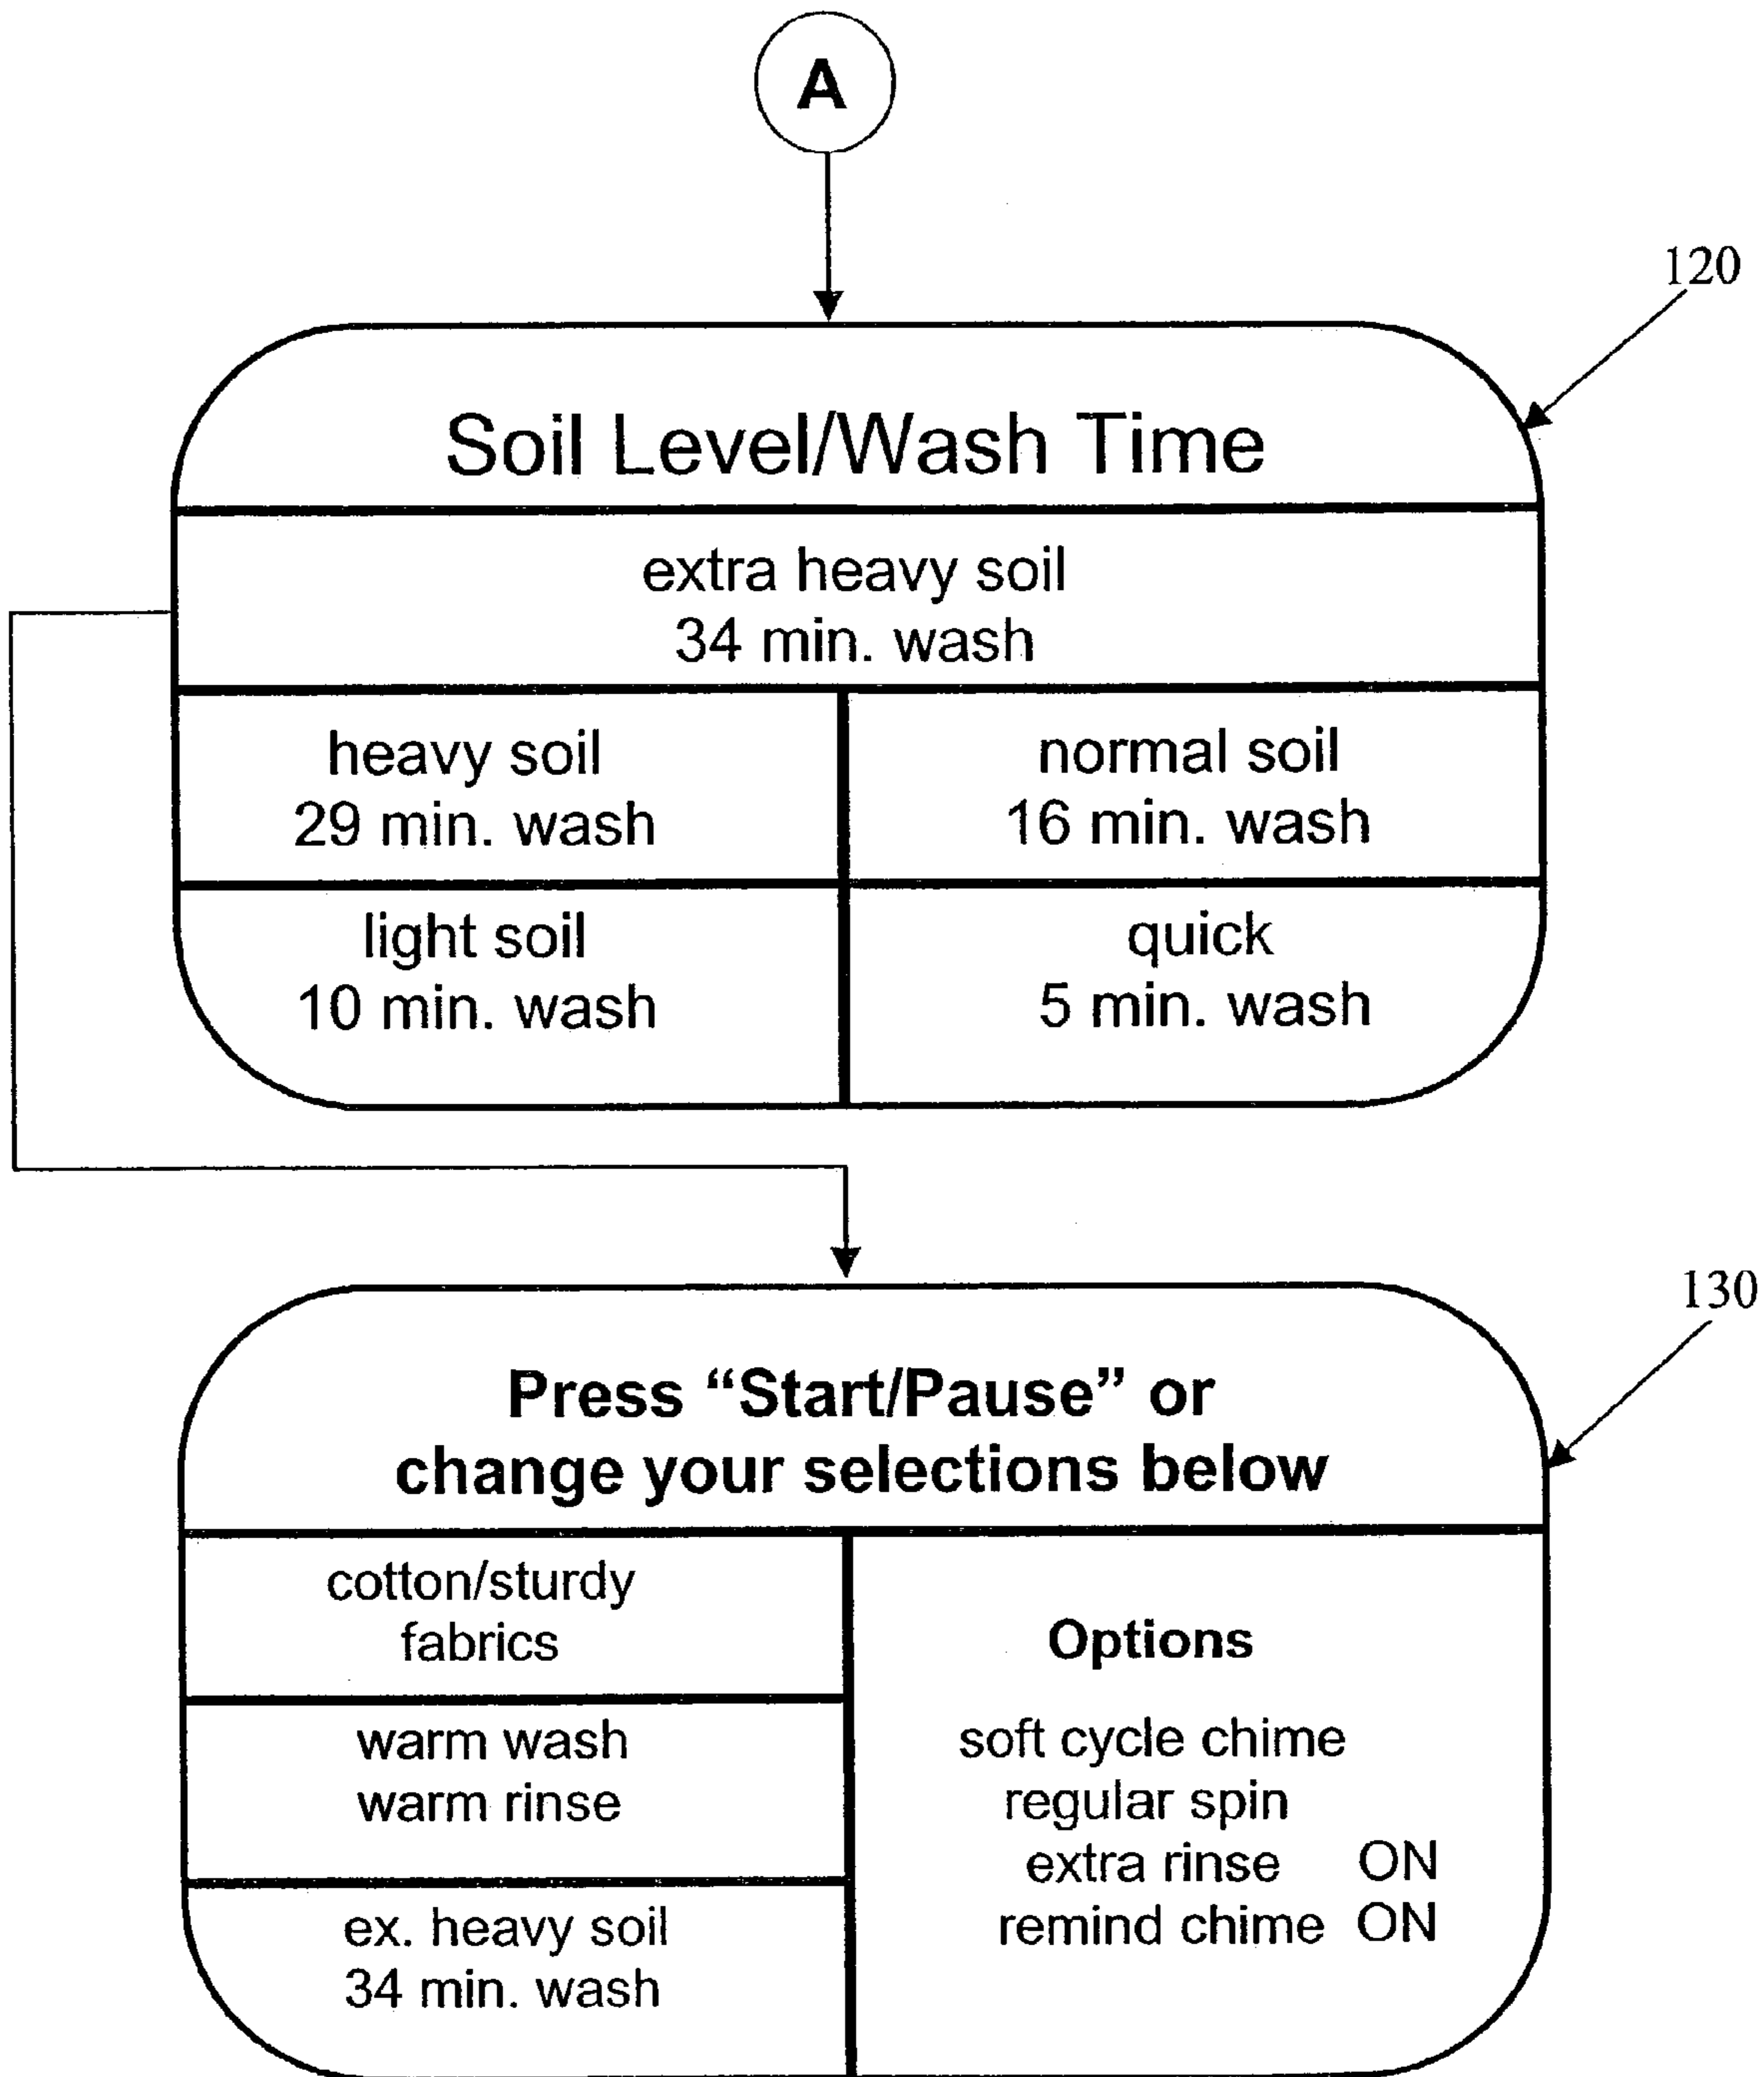 A
120
Soil Level/Wash Time
extra heavy soil
34 min. wash
heavy soil
29 min. wash
normal soil
16 min. wash
light soil
10 min. wash
quick
5 min. wash
130
Press “Start/Pause” or
change your selections below
cotton/sturdy
fabrics
warm wash
warm rinse
ex. heavy soil
34 min. wash
Options
soft cycle chime
regular spin
extra rinse ON
remind chime ON